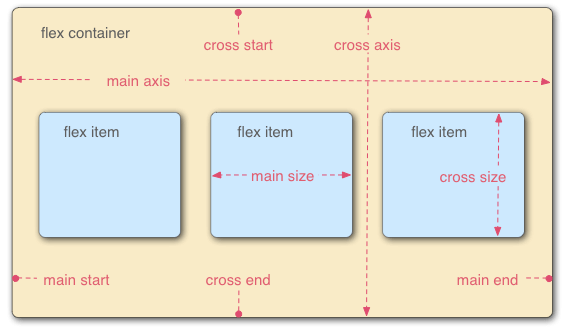 flex container
cross start
cross axis
main axis
flex item
flex item
flex item
main size
cross size
main start
cross end
main end